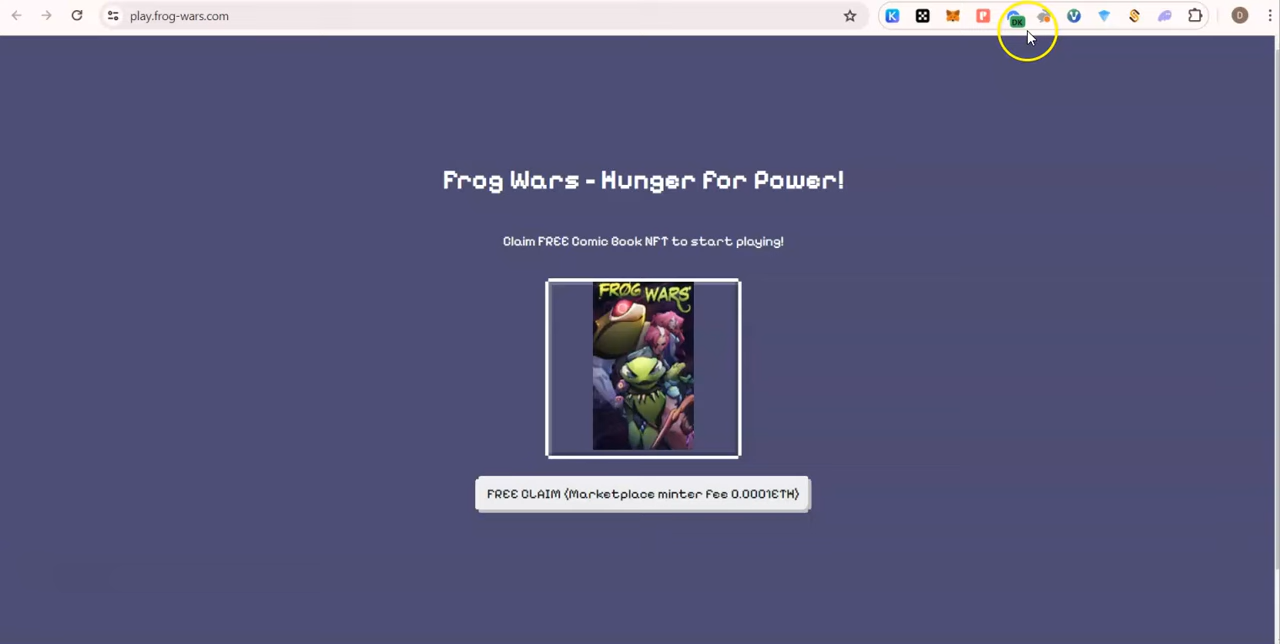 play.frog-wars.com
K
P
DK
V
S
D
Frog Wars - Hunger For Power!
Claim FREE Comic Book NFT to start playing!
FROG WARS
FREE CLAIM (Marketplace minter fee 0.0001ETH)